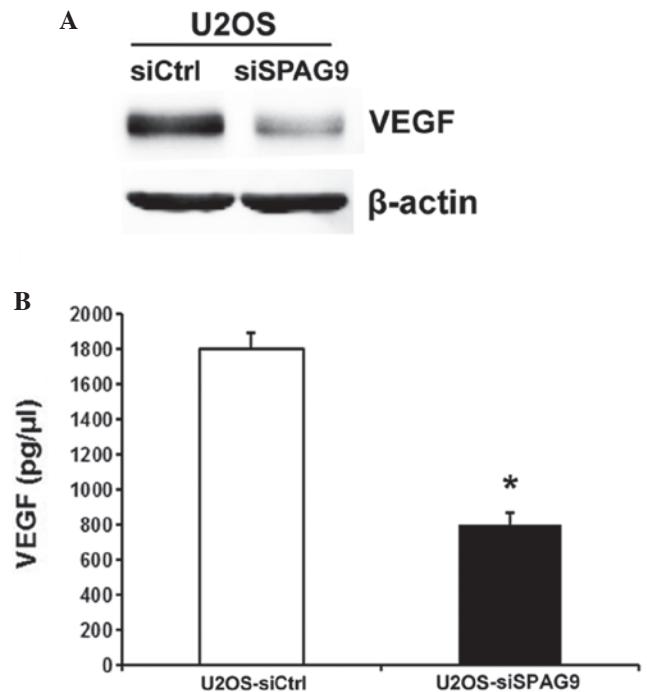 A
U2OS
siCtrl siSPAG9
VEGF
β-actin
B
2000
1800
1600
1400
1200
1000
800
600
400
200
0
VEGF (pg/μl)
*
U2OS-siCtrl U2OS-siSPAG9